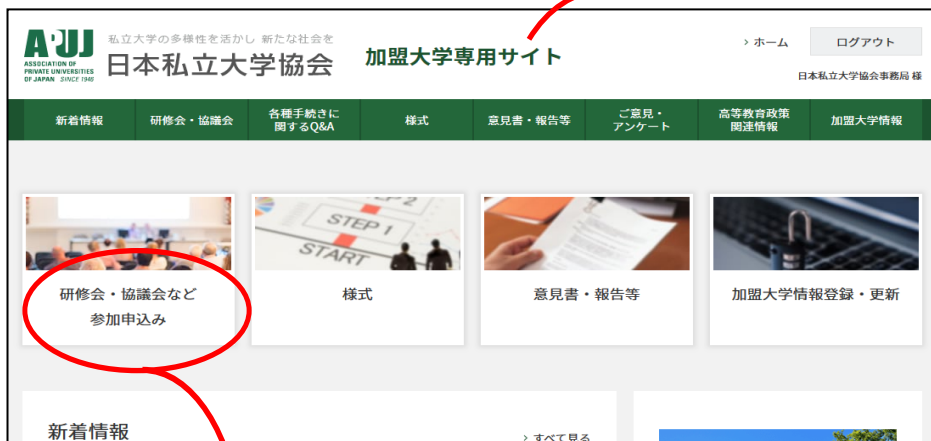 APUJ
ASSOCIATION OF
PRIVATE UNIVERSITIES
OF JAPAN SINCE 1946
私立大学の多様性を活かし 新たな社会を
日本私立大学協会
加盟大学専用サイト
› ホーム
ログアウト
日本私立大学協会事務局 様
新着情報
研修会・協議会
各種手続きに
関するQ&A
様式
意見書・報告等
ご意見・
アンケート
高等教育政策
関連情報
加盟大学情報
STEP 2
STEP 1
START
研修会・協議会など
参加申込み
様式
意見書・報告等
加盟大学情報登録・更新
新着情報
› すべて見る